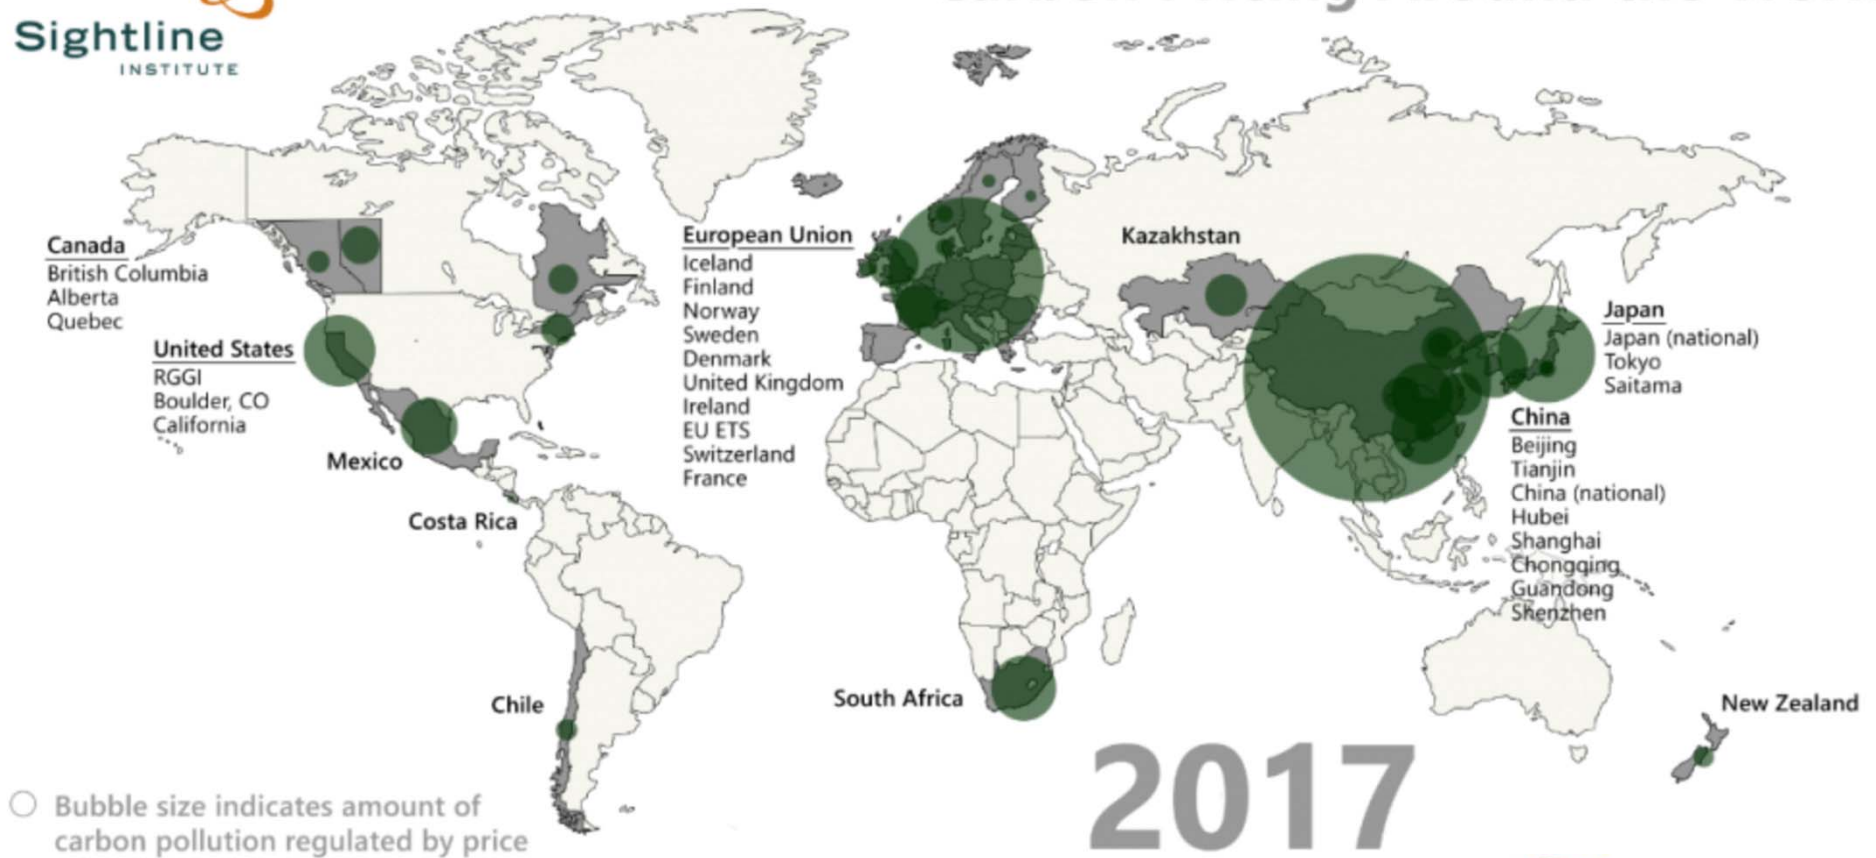 Sightline
INSTITUTE
Canada
British Columbia
Alberta
Quebec
United States
RGGI
Boulder, CO
California
Mexico
Costa Rica
Chile
European Union
Iceland
Finland
Norway
Sweden
Denmark
United Kingdom
Ireland
EU ETS
Switzerland
France
Kazakhstan
Japan
Japan (national)
Tokyo
Saitama
China
Beijing
Tianjin
China (national)
Hubei
Shanghai
Chongqing
Guandong
Shenzhen
South Africa
New Zealand
2017
Bubble size indicates amount of
carbon pollution regulated by price